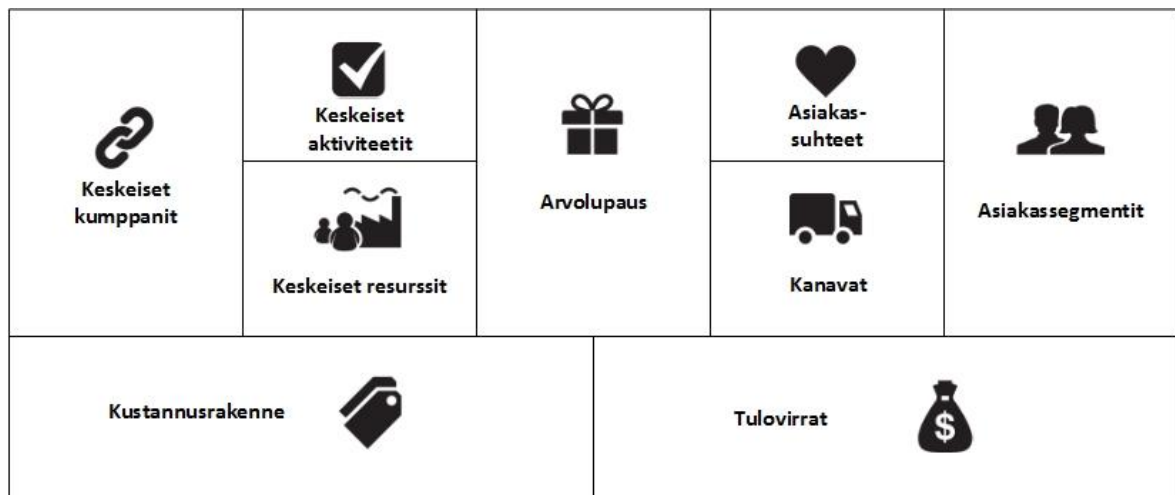 Keskeiset
kumppanit
Keskeiset
aktiviteetit
Keskeiset resurssit
Arvolupaus
Asiakas-
suhteet
Kanavat
Asiakassegmentit
Kustannusrakenne
Tulovirrat
$